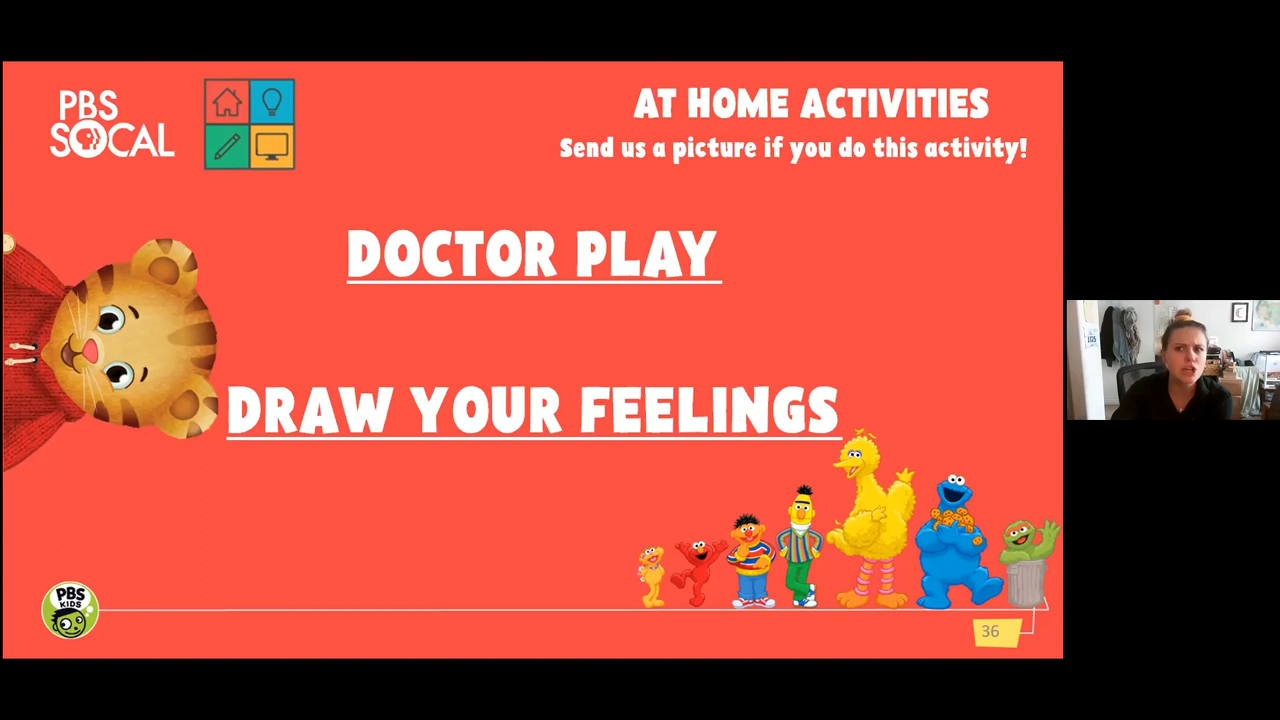 PBS
SOCAL
AT HOME ACTIVITIES
Send us a picture if you do this activity!
DOCTOR PLAY
DRAW YOUR FEELINGS
PBS
KIDS
36